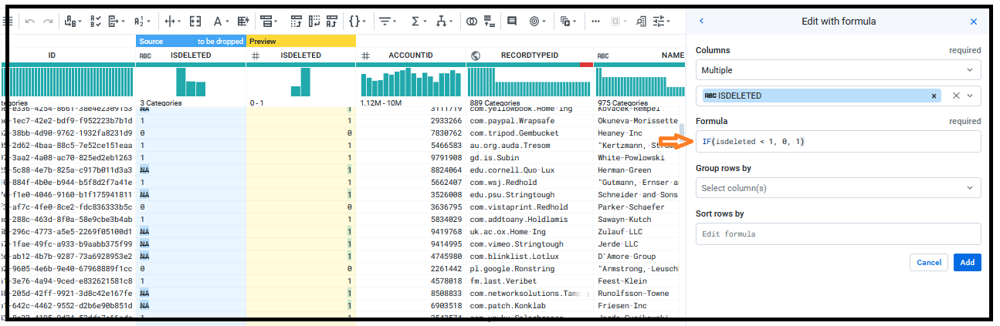 Edit with formula
Source to be dropped Preview
ID ABC ISDELETED # ISDELETED # ACCOUNTID RECORDTYPEID ABC NAME
3 Categories 0 - 1 1.12M - 10M 889 Categories 975 Categories
NA 1 3111719 com.yellowbook.Home·Ing Kovacek-Rempel
e-1ec7-42e2-bdf9-f952223b7b1d 1 1 2933266 com.paypal.Wrapsafe Okuneva-Morissette
2-38bb-4d90-9762-1932fa8231d9 0 0 7830762 com.tripod.Gembucket Heaney·Inc
5-2d62-4baa-88c5-7e52ce151eaa 1 1 5466583 au.org.auda.Tresom "Kertzmann,·
7-3aa2-4a08-ac70-825ed2eb1263 1 1 9791908 gd.is.Subin White-Powlowski
5-5c88-4e7b-825a-c917b011d3a3 NA 1 8824064 edu.cornell.Quo·Lux Herman-Green
0-884f-4b0e-b944-b5f8d2f7a41e 1 1 5662407 com.wsj.Redhold "Gutmann,·Ernser·a
e-f1e0-4046-9160-b1f175941811 NA 1 3526008 edu.psu.Stringtough Schneider·and·Sons
3-af7c-4fe0-8ce2-fdc836333b5c 0 0 3636795 com.vistaprint.Redhold Parker-Schaefer
-288c-463d-8f0a-58e9cbe3b4ab 1 1 5834029 com.addtoany.Holdlamis Sawayn-Kutch
-296c-4773-a5e5-2269f05100d1 NA 1 9419768 uk.ac.ox.Home·Ing Zulauf·LLC
-1fae-49fc-a933-b9aabb375f99 NA 1 9414995 com.vimeo.Stringtough Jerde·LLC
e-ab12-4b7b-9287-73a6928953e2 NA 1 4745980 com.blinklist.Lotlux D'Amore·Group
2-9605-4e6b-9e40-67968889f1cc 0 0 2261442 pl.google.Ronstring "Armstrong,·Leusch
1-3e76-4a94-9ced-e832621581c8 1 1 4578018 fm.last.Veribet Feest-Klein
8-205d-42ff-9921-3d8c42e167fe NA 1 8508833 com.networksolutions.Tamp Runolfsson-Towne
-642c-4462-9552-d2b6e90b851d NA 1 6903518 com.patch.Konklab Friesen·Inc
Columns required
Multiple
ABC ISDELETED
Formula required
IF(isdeleted < 1, 0, 1)
Group rows by
Select column(s)
Sort rows by
Edit formula
Cancel Add